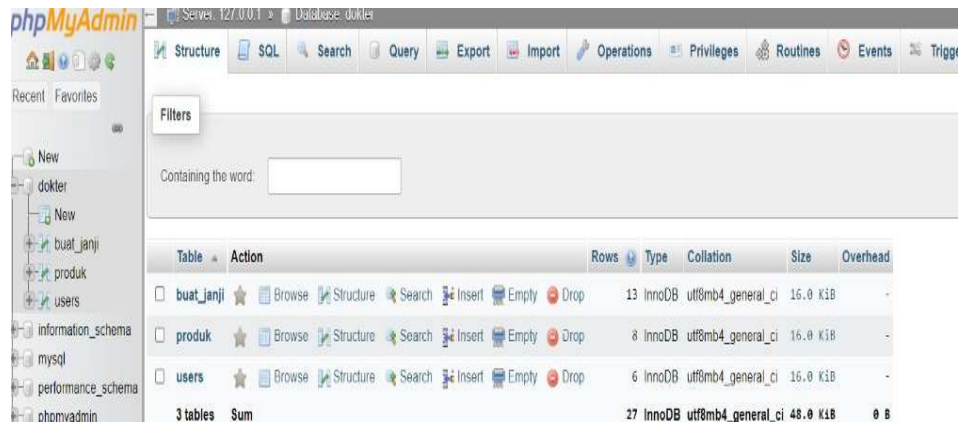 phpMyAdmin
Server: 127.0.0.1 » Database: dokter
Structure SQL Search Query Export Import Operations Privileges Routines Events Trigge
Recent Favorites
New
dokter
New
buat_janji
produk
users
information_schema
mysql
performance_schema
phpmyadmin
Filters
Containing the word:
Table Action Rows Type Collation Size Overhead
buat_janji Browse Structure Search Insert Empty Drop 13 InnoDB utf8mb4_general_ci 16.0 KiB -
produk Browse Structure Search Insert Empty Drop 8 InnoDB utf8mb4_general_ci 16.0 KiB -
users Browse Structure Search Insert Empty Drop 6 InnoDB utf8mb4_general_ci 16.0 KiB -
3 tables Sum 27 InnoDB utf8mb4_general_ci 48.0 KiB 0 B